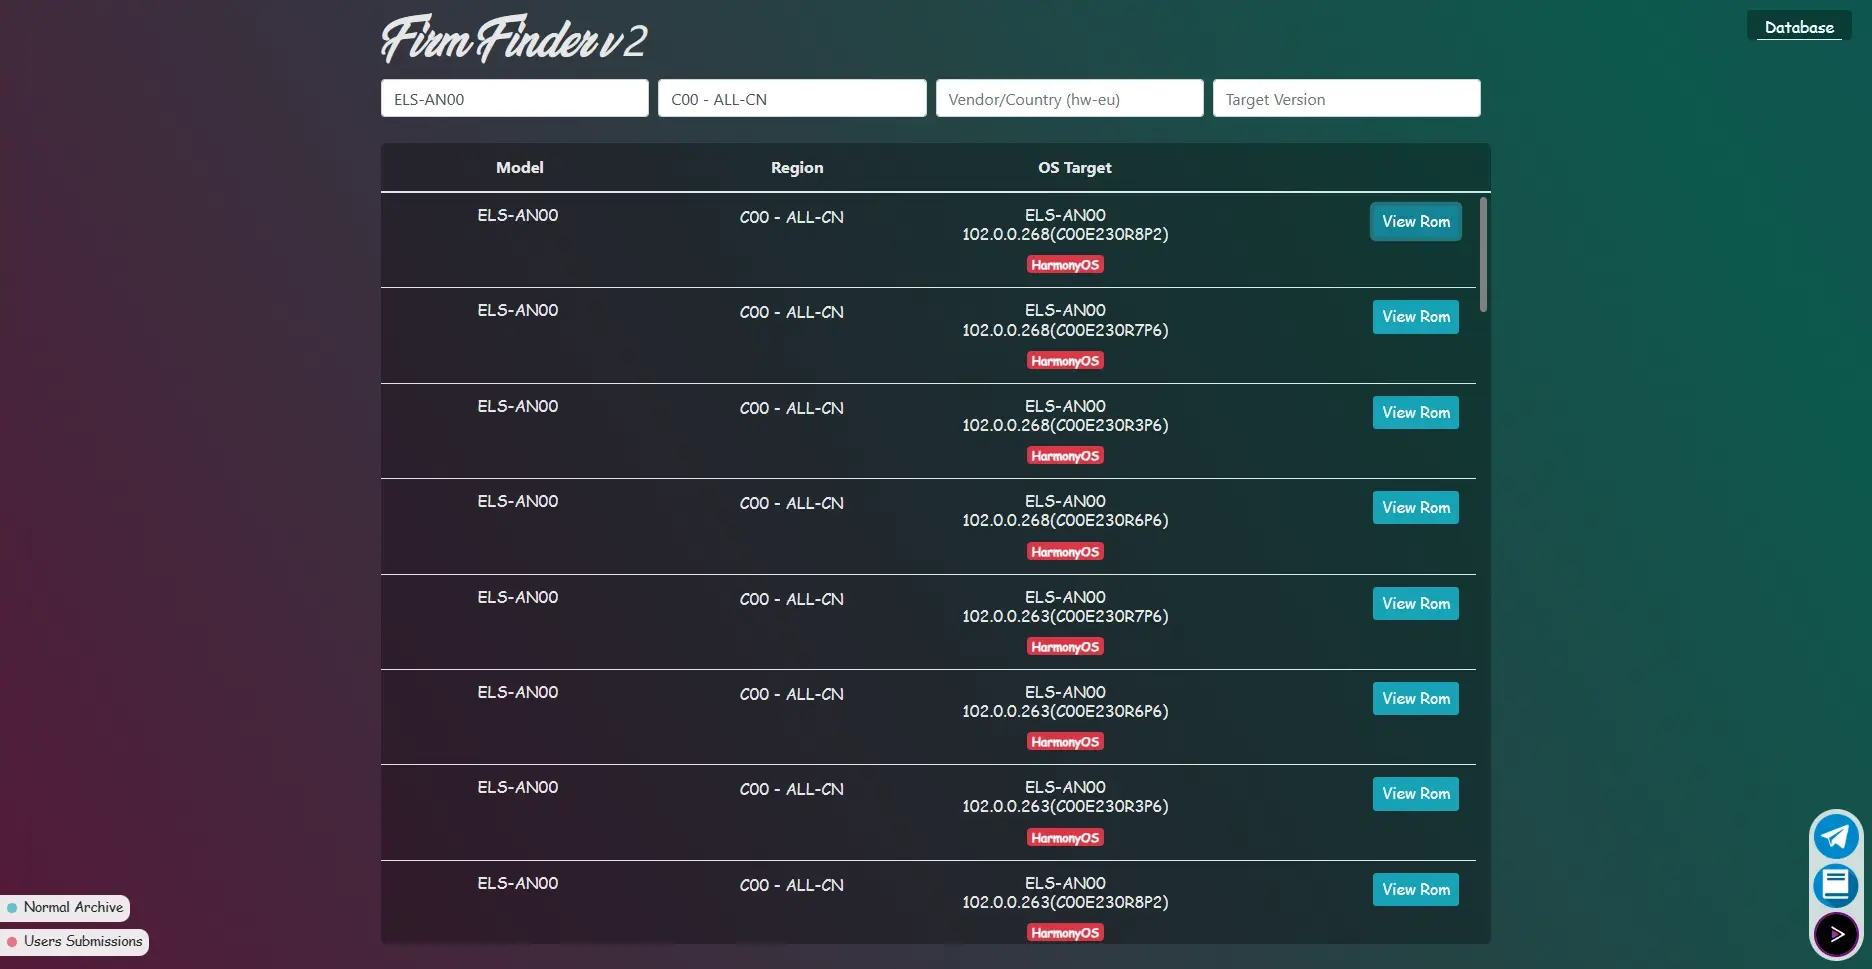 FirmFinder v2
Database
ELS-AN00
C00 - ALL-CN
Vendor/Country (hw-eu)
Target Version
Model
Region
OS Target
ELS-AN00
C00 - ALL-CN
ELS-AN00
102.0.0.268(C00E230R8P2)
HarmonyOS
View Rom
ELS-AN00
C00 - ALL-CN
ELS-AN00
102.0.0.268(C00E230R7P6)
HarmonyOS
View Rom
ELS-AN00
C00 - ALL-CN
ELS-AN00
102.0.0.268(C00E230R3P6)
HarmonyOS
View Rom
ELS-AN00
C00 - ALL-CN
ELS-AN00
102.0.0.268(C00E230R6P6)
HarmonyOS
View Rom
ELS-AN00
C00 - ALL-CN
ELS-AN00
102.0.0.263(C00E230R7P6)
HarmonyOS
View Rom
ELS-AN00
C00 - ALL-CN
ELS-AN00
102.0.0.263(C00E230R6P6)
HarmonyOS
View Rom
ELS-AN00
C00 - ALL-CN
ELS-AN00
102.0.0.263(C00E230R3P6)
HarmonyOS
View Rom
ELS-AN00
C00 - ALL-CN
ELS-AN00
102.0.0.263(C00E230R8P2)
HarmonyOS
View Rom
Normal Archive
Users Submissions